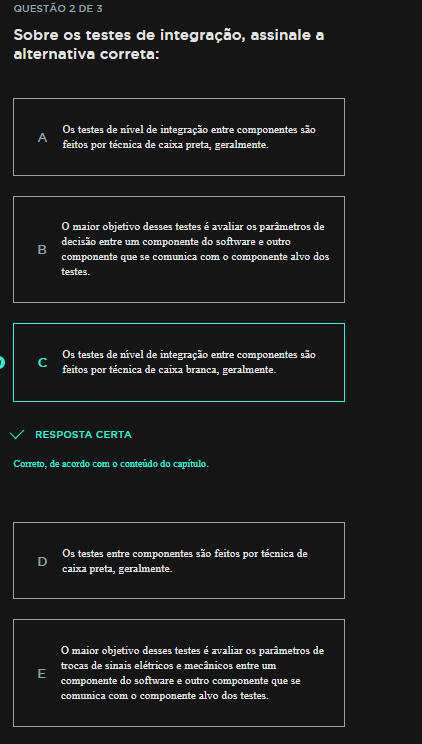 QUESTÃO 2 DE 3
Sobre os testes de integração, assinale a
alternativa correta:
A
Os testes de nível de integração entre componentes são
feitos por técnica de caixa preta, geralmente.
B
O maior objetivo desses testes é avaliar os parâmetros de
decisão entre um componente do software e outro
componente que se comunica com o componente alvo dos
testes.
C
Os testes de nível de integração entre componentes são
feitos por técnica de caixa branca, geralmente.
RESPOSTA CERTA
Correto, de acordo com o conteúdo do capítulo.
D
Os testes entre componentes são feitos por técnica de
caixa preta, geralmente.
E
O maior objetivo desses testes é avaliar os parâmetros de
trocas de sinais elétricos e mecânicos entre um
componente do software e outro componente que se
comunica com o componente alvo dos testes.